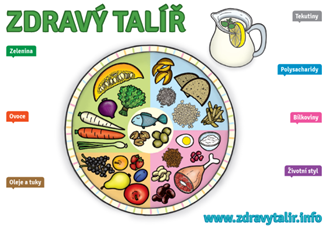 ZDRAVÝ TALÍŘ
Tekutiny
Zelenina
Polysacharidy
Ovoce
Bílkoviny
Životní styl
Oleje a tuky
www.zdravytalir.info